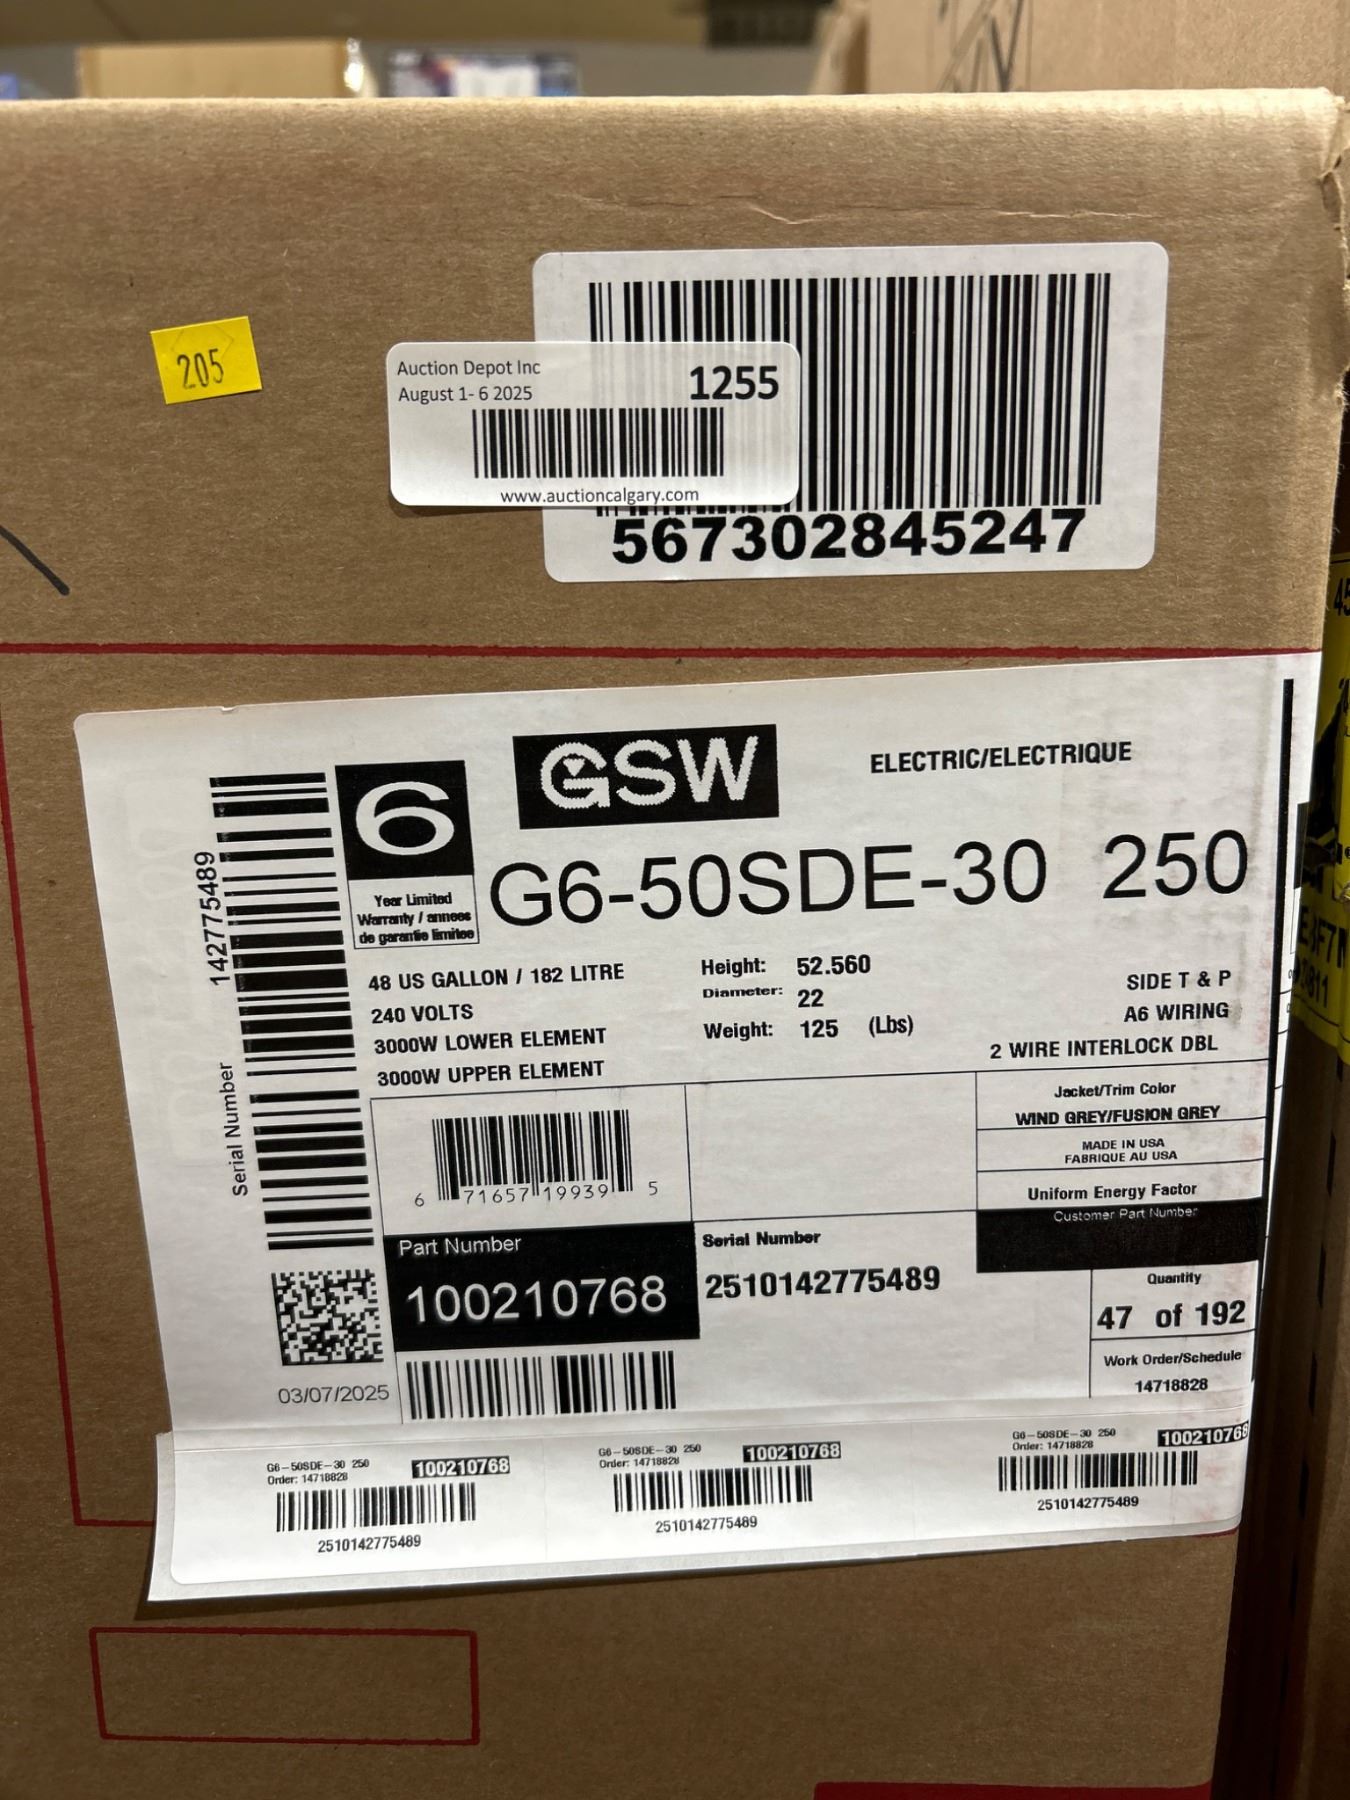 205
Auction Depot Inc
August 1- 6 2025
1255
www.auctioncalgary.com
567302845247
GSW
ELECTRIC/ELECTRIQUE
6
Year Limited
Warranty / annees
de garantie limitee
G6-50SDE-30 250
Serial Number 142775489
48 US GALLON / 182 LITRE
240 VOLTS
3000W LOWER ELEMENT
3000W UPPER ELEMENT
Height: 52.560
Diameter: 22
Weight: 125 (Lbs)
SIDE T & P
A6 WIRING
2 WIRE INTERLOCK DBL
Jacket/Trim Color
WIND GREY/FUSION GREY
MADE IN USA
FABRIQUE AU USA
Uniform Energy Factor
Customer Part Number
6 71657 19939 5
Part Number
100210768
Serial Number
2510142775489
Quantity
47 of 192
Work Order/Schedule
14718828
03/07/2025
G6-50SDE-30 250
Order: 14718828
100210768
2510142775489
G6-50SDE-30 250
Order: 14718828
100210768
2510142775489
G6-50SDE-30 250
Order: 14718828
100210768
2510142775489